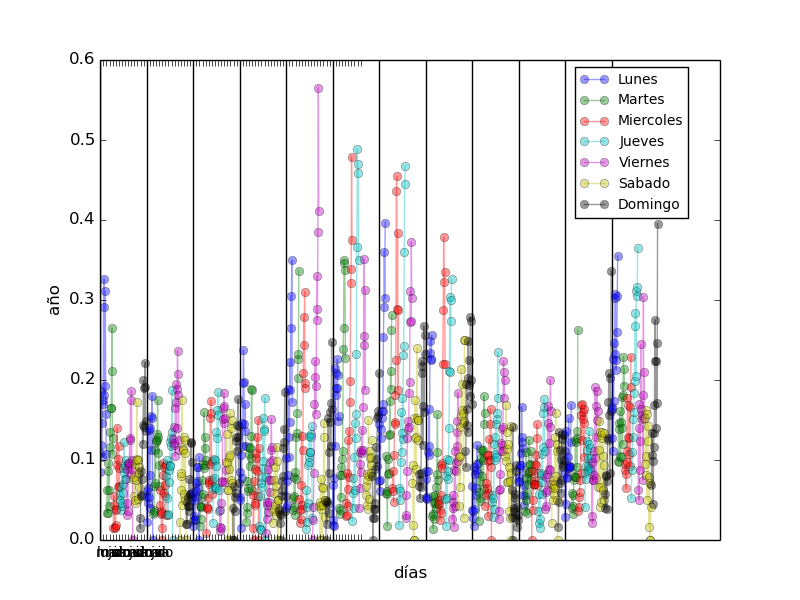 0.6
0.5
0.4
0.3
0.2
0.1
0.0
año
días
Lunes
Martes
Miercoles
Jueves
Viernes
Sabado
Domingo